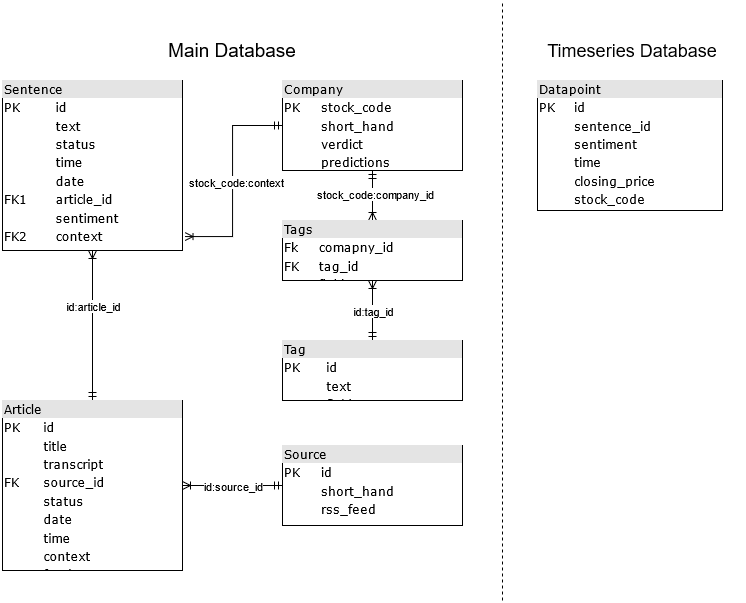 Main Database
Timeseries Database
Sentence
PK id
text
status
time
date
FK1 article_id
sentiment
FK2 context
Company
PK stock_code
short_hand
verdict
predictions
Datapoint
PK id
sentence_id
sentiment
time
closing_price
stock_code
stock_code:context
stock_code:company_id
Tags
Fk comapny_id
FK tag_id
id:article_id
id:tag_id
Tag
PK id
text
Article
PK id
title
transcript
FK source_id
status
date
time
context
id:source_id
Source
PK id
short_hand
rss_feed